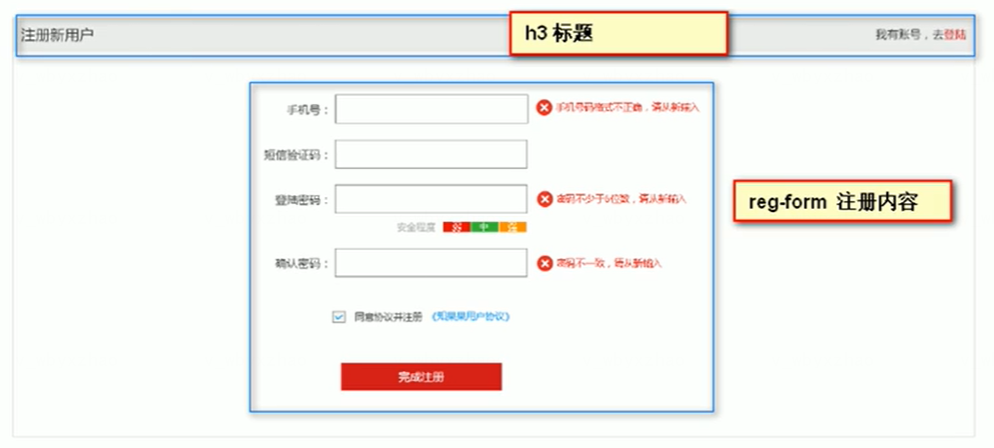 注册新用户
h3 标题
我有账号，去登陆
手机号：
手机号码格式不正确，请从新输入
短信验证码：
登陆密码：
密码不少于6位数，请从新输入
reg-form 注册内容
安全程度 弱 中 强
确认密码：
密码不一致，请从新输入
同意协议并注册 《知果果用户协议》
完成注册